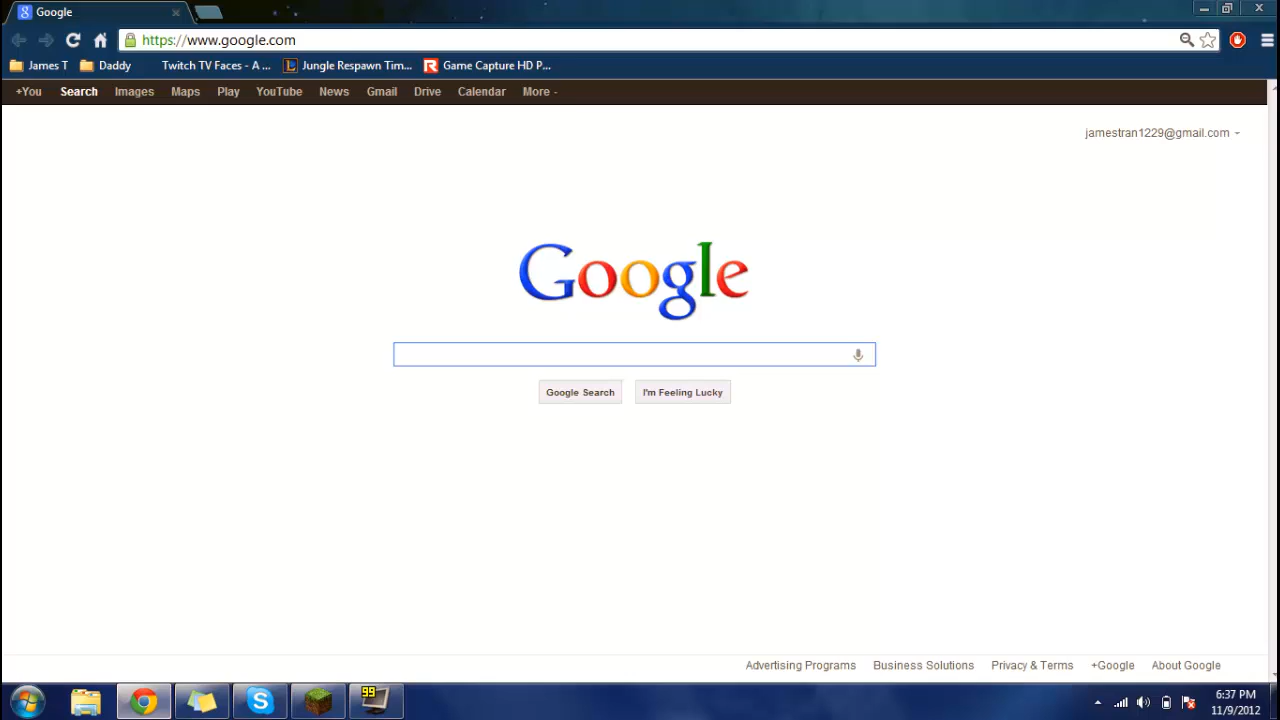 Google
https://www.google.com
James T Daddy Twitch TV Faces - A ... Jungle Respawn Tim... Game Capture HD P...
+You Search Images Maps Play YouTube News Gmail Drive Calendar More
jamestran1229@gmail.com
Google
Google Search I'm Feeling Lucky
Advertising Programs Business Solutions Privacy & Terms +Google About Google
99
6:37 PM
11/9/2012